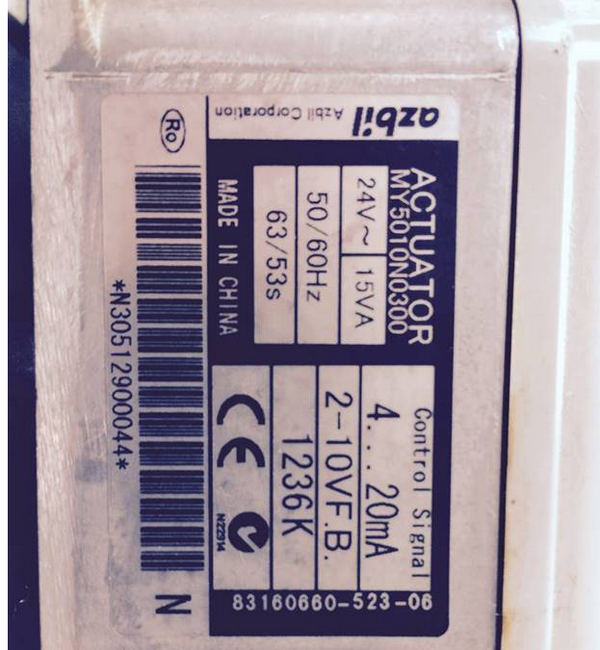 azbil
Azbil Corporation
ACTUATOR
MY5010N0300
24V~ 15VA
50/60Hz
63/53s
MADE IN CHINA
Control Signal
4...20mA
2-10VF.B.
1236K
CE
N22914
83160660-523-06
Ro
*N30512900044*
N